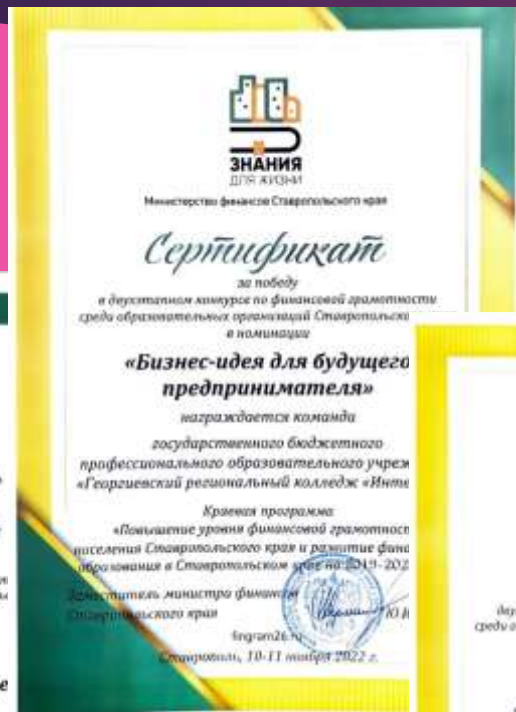 ЗНАНИЯ
ДЛЯ ЖИЗНИ
Министерство финансов Ставропольского края
Сертификат
за победу
в двухэтапном конкурсе по финансовой грамотности
среди образовательных организаций Ставропольско
в номинации
«Бизнес-идея для будущего
предпринимателя»
награждается команда
государственного бюджетного
профессионального образовательного учреж
«Георгиевский региональный колледж «Инте
Краевая программа
«Повышение уровня финансовой грамотност
населения Ставропольского края и развитие фина
образования в Ставропольском крае на 2019-202
Заместитель министра финансов
Ставропольского края
fingram26.ru
Ставрополь, 10-11 ноября 2022 г.
среди о